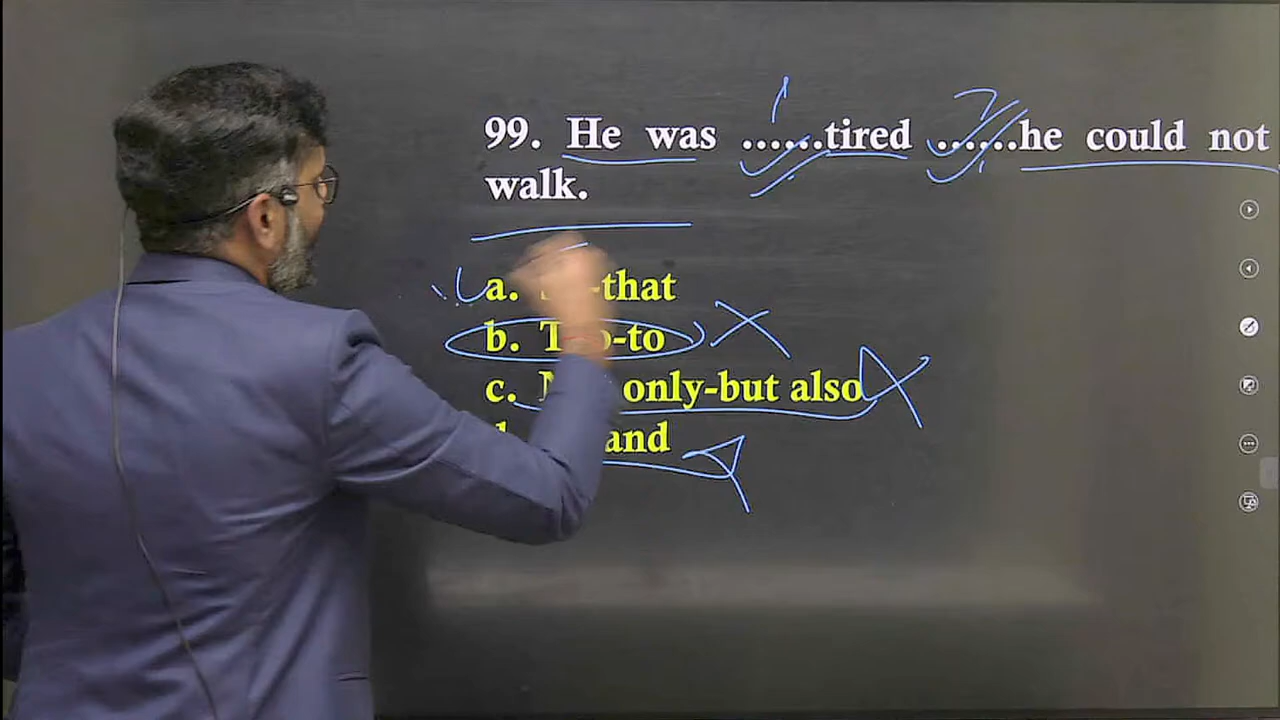 99. He was ......tired ......he could not
walk.
a. -that
b. -to
c. only-but also
and